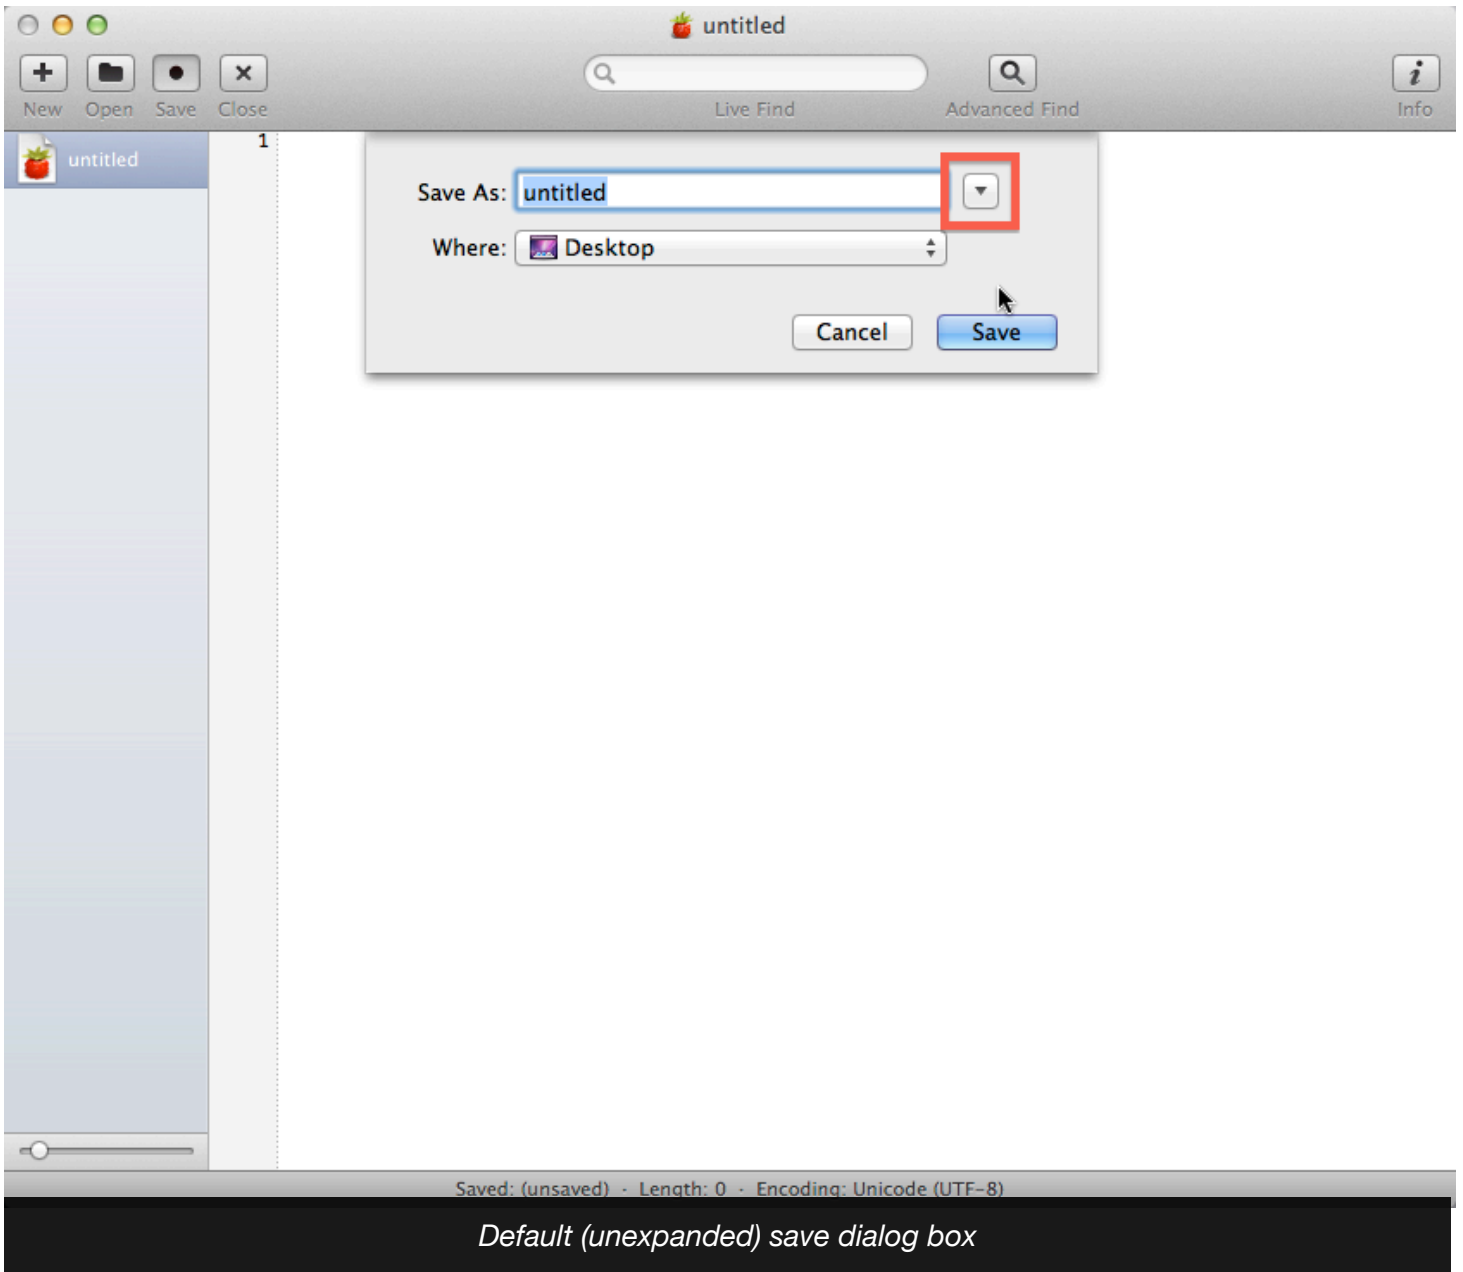 untitled
New Open Save Close
Live Find
Advanced Find
Info
untitled
1
Save As: untitled
Where: Desktop
Cancel Save
Saved: (unsaved) · Length: 0 · Encoding: Unicode (UTF-8)
Default (unexpanded) save dialog box